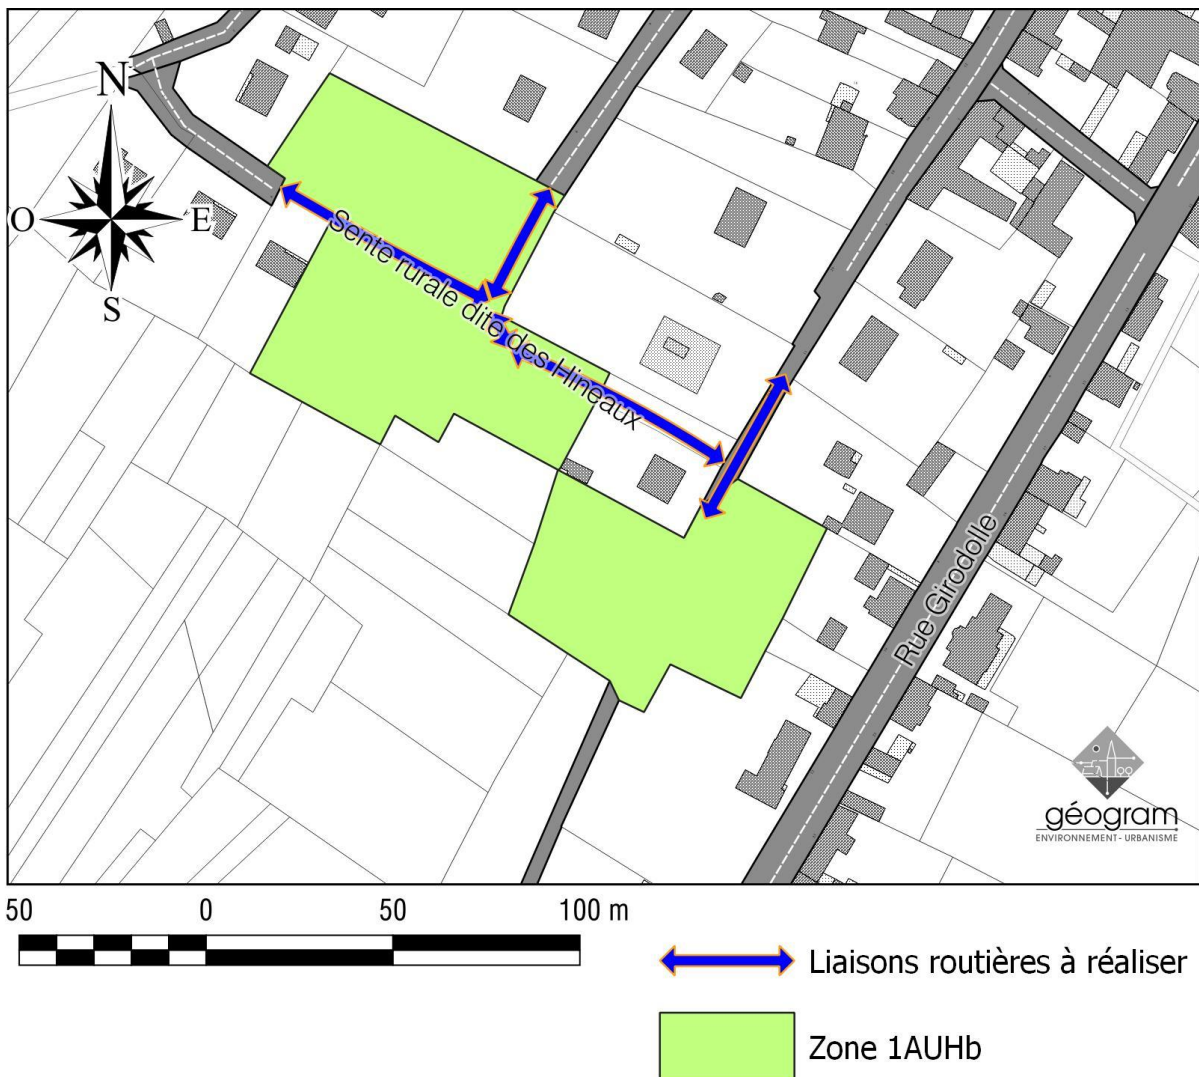 N
O
E
S
Sente rurale dite des Hineaux
Rue Girodolle
géogram
ENVIRONNEMENT - URBANISME
50 0 50 100 m
Liaisons routières à réaliser
Zone 1AUHb